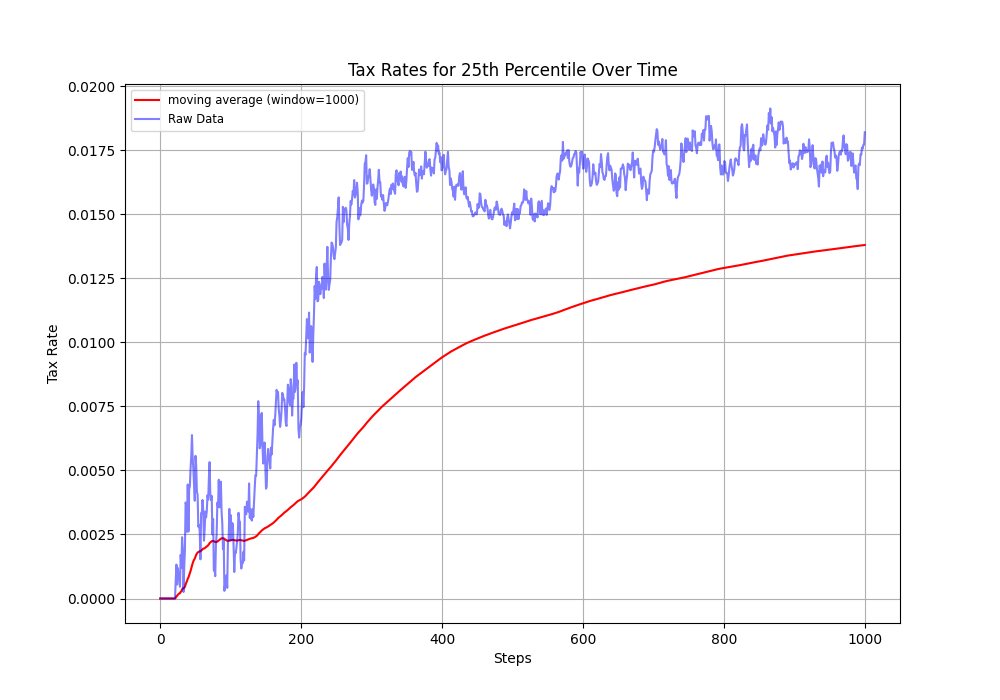 Tax Rates for 25th Percentile Over Time
0.0200
moving average (window=1000)
Raw Data
0.0175
0.0150
0.0125
0.0100
0.0075
0.0050
0.0025
0.0000
Tax Rate
0 200 400 600 800 1000
Steps